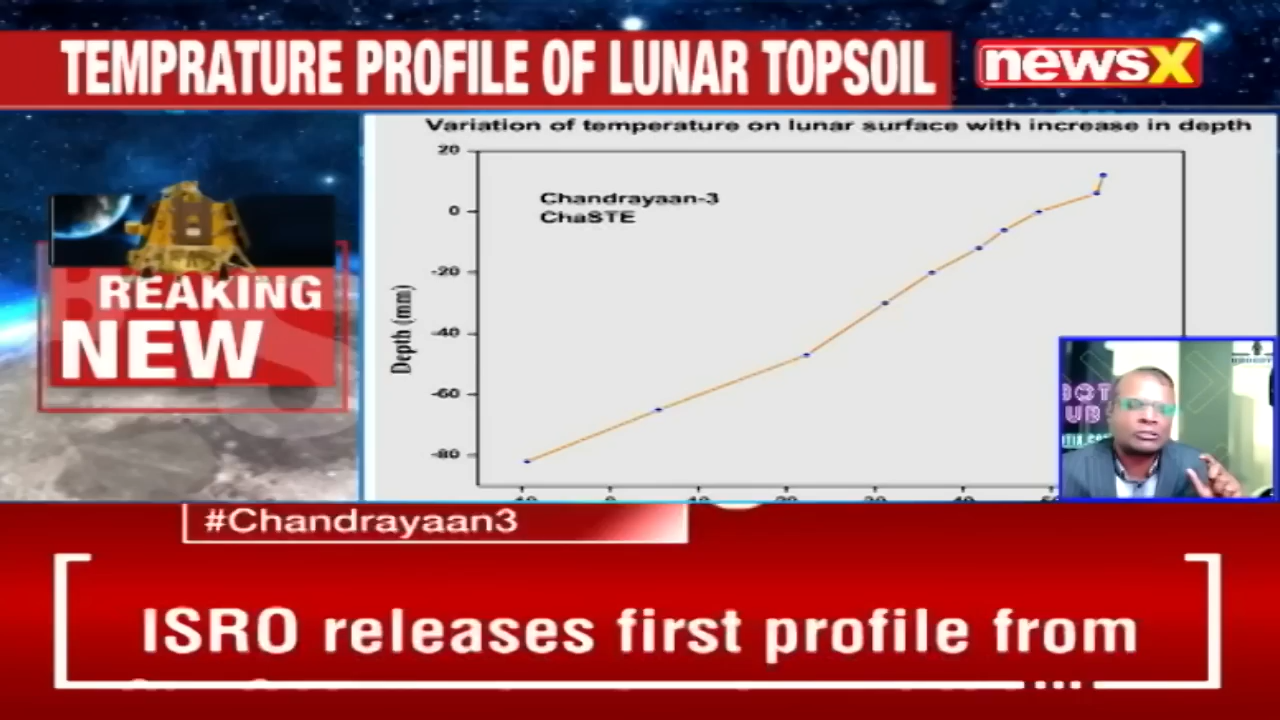 TEMPRATURE PROFILE OF LUNAR TOPSOIL
newsX
Variation of temperature on lunar surface with increase in depth
20
0
-20
-40
-60
-80
Depth (mm)
Chandrayaan-3
ChaSTE
REAKING
NEW
#Chandrayaan3
ISRO releases first profile from